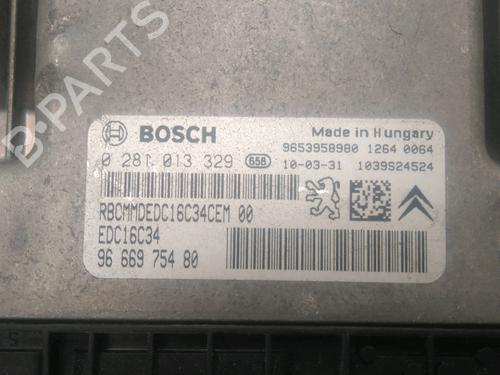 B-PARTS
BOSCH
Made in Hungary
9653958980 1264 0064
0 281 013 329 658 10-03-31 1039S24524
RBCMMDEDC16C34CEM 00
EDC16C34
96 669 754 80